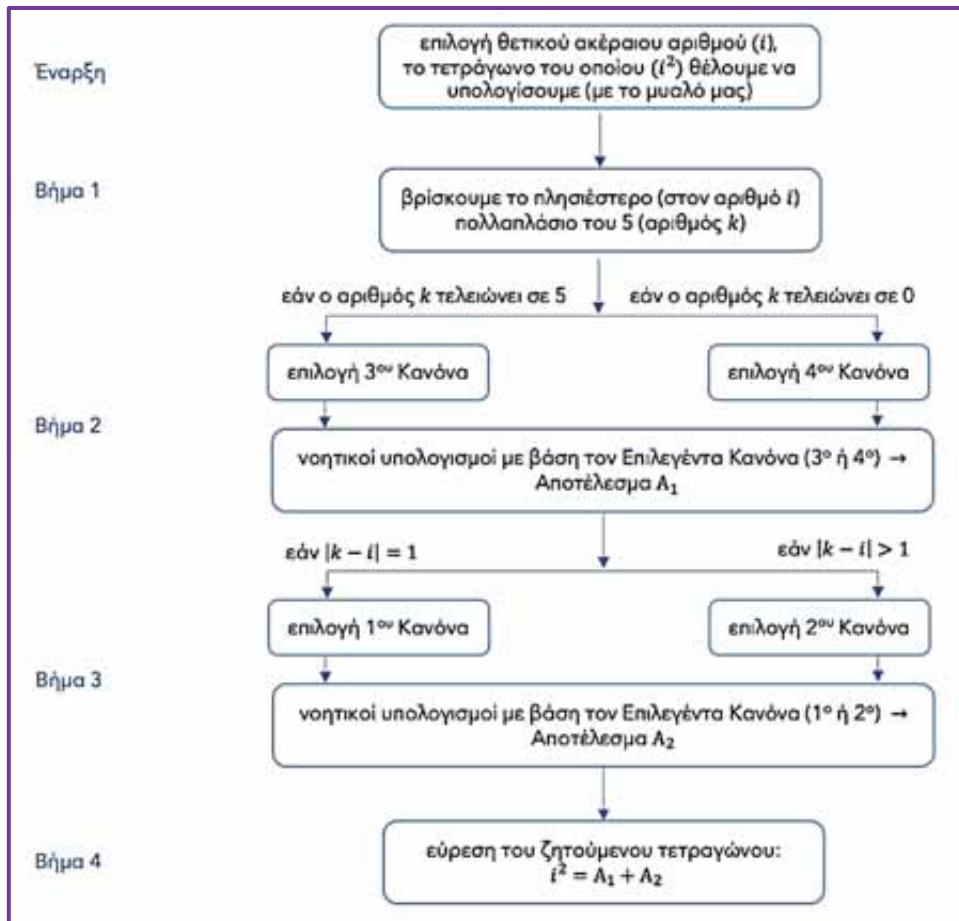 Έναρξη
επιλογή θετικού ακέραιου αριθμού (i),
το τετράγωνο του οποίου (i²) θέλουμε να
υπολογίσουμε (με το μυαλό μας)
Βήμα 1
βρίσκουμε το πλησιέστερο (στον αριθμό i)
πολλαπλάσιο του 5 (αριθμός k)
εάν ο αριθμός k τελειώνει σε 5
εάν ο αριθμός k τελειώνει σε 0
επιλογή 3ου Κανόνα
επιλογή 4ου Κανόνα
Βήμα 2
νοητικοί υπολογισμοί με βάση τον Επιλεγέντα Κανόνα (3ο ή 4ο) →
Αποτέλεσμα A₁
εάν |k − i| = 1
εάν |k − i| > 1
επιλογή 1ου Κανόνα
επιλογή 2ου Κανόνα
Βήμα 3
νοητικοί υπολογισμοί με βάση τον Επιλεγέντα Κανόνα (1ο ή 2ο) →
Αποτέλεσμα A₂
Βήμα 4
εύρεση του ζητούμενου τετραγώνου:
i² = A₁ + A₂